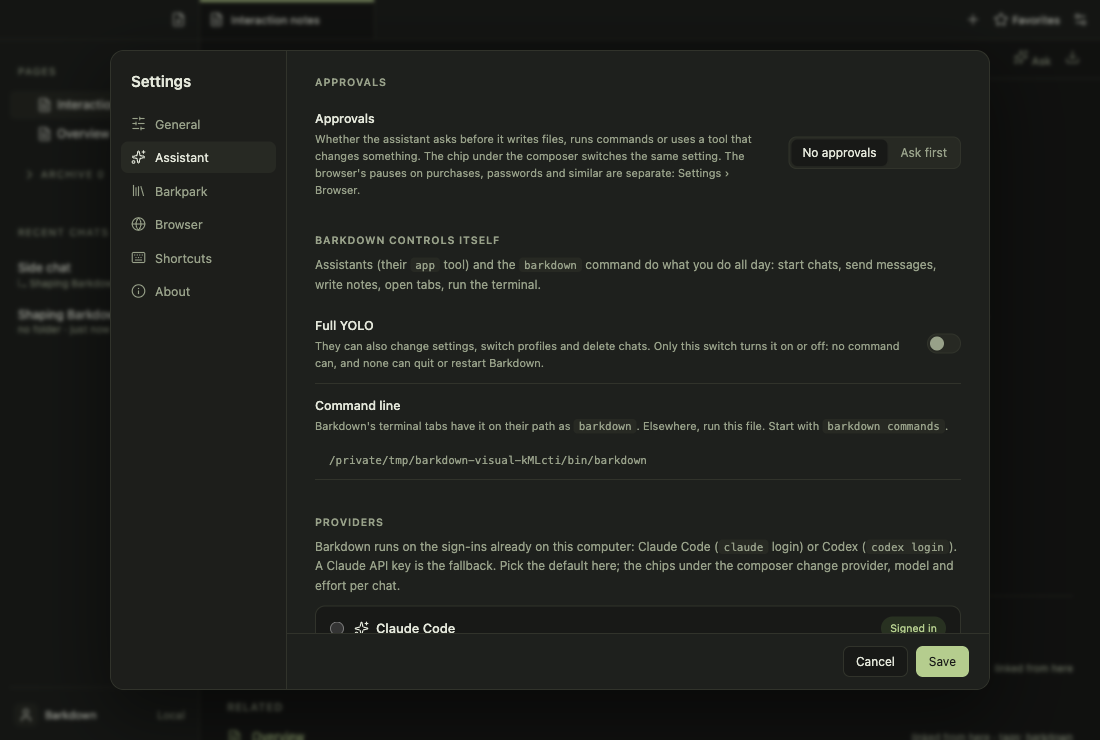 Interaction notes
Favorites
Ask
PAGES
Overview
ARCHIVE
RECENT CHATS
Side chat
Shaping Barkdow
no folder · just now
Barkdown
Local
RELATED
Overview
Settings
General
Assistant
Barkpark
Browser
Shortcuts
About
APPROVALS
Approvals
Whether the assistant asks before it writes files, runs commands or uses a tool that
changes something. The chip under the composer switches the same setting. The
browser's pauses on purchases, passwords and similar are separate: Settings ›
Browser.
No approvals
Ask first
BARKDOWN CONTROLS ITSELF
Assistants (their app tool) and the barkdown command do what you do all day: start chats, send messages,
write notes, open tabs, run the terminal.
Full YOLO
They can also change settings, switch profiles and delete chats. Only this switch turns it on or off: no command
can, and none can quit or restart Barkdown.
Command line
Barkdown's terminal tabs have it on their path as barkdown. Elsewhere, run this file. Start with barkdown commands.
/private/tmp/barkdown-visual-kMLcti/bin/barkdown
PROVIDERS
Barkdown runs on the sign-ins already on this computer: Claude Code (claude login) or Codex (codex login).
A Claude API key is the fallback. Pick the default here; the chips under the composer change provider, model and
effort per chat.
Claude Code
Signed in
Cancel
Save